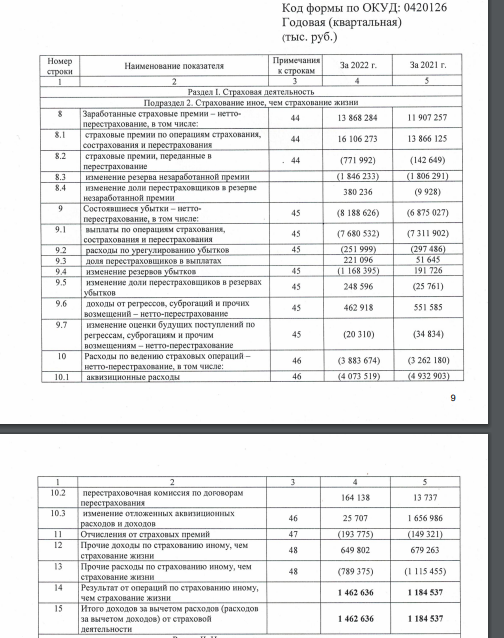 Код формы по ОКУД: 0420126
Годовая (квартальная)
(тыс. руб.)
Номер строки Наименование показателя Примечания к строкам За 2022 г. За 2021 г.
1 2 3 4 5
Раздел I. Страховая деятельность
Подраздел 2. Страхование иное, чем страхование жизни
8 Заработанные страховые премии – нетто-
перестрахование, в том числе: 44 13 868 284 11 907 257
8.1 страховые премии по операциям страхования,
сострахования и перестрахования 44 16 106 273 13 866 125
8.2 страховые премии, переданные в
перестрахование 44 (771 992) (142 649)
8.3 изменение резерва незаработанной премии (1 846 233) (1 806 291)
8.4 изменение доли перестраховщиков в резерве
незаработанной премии 380 236 (9 928)
9 Состоявшиеся убытки – нетто-
перестрахование, в том числе: 45 (8 188 626) (6 875 027)
9.1 выплаты по операциям страхования,
сострахования и перестрахования 45 (7 680 532) (7 311 902)
9.2 расходы по урегулированию убытков 45 (251 999) (297 486)
9.3 доля перестраховщиков в выплатах 221 096 51 645
9.4 изменение резервов убытков 45 (1 168 395) 191 726
9.5 изменение доли перестраховщиков в резервах
убытков 45 248 596 (25 761)
9.6 доходы от регрессов, суброгаций и прочих
возмещений – нетто-перестрахование 45 462 918 551 585
9.7 изменение оценки будущих поступлений по
регрессам, суброгациям и прочим
возмещениям – нетто-перестрахование 45 (20 310) (34 834)
10 Расходы по ведению страховых операций –
нетто-перестрахование, в том числе: 46 (3 883 674) (3 262 180)
10.1 аквизиционные расходы 46 (4 073 519) (4 932 903)
9
1 2 3 4 5
10.2 перестраховочная комиссия по договорам
перестрахования 164 138 13 737
10.3 изменение отложенных аквизиционных
расходов и доходов 46 25 707 1 656 986
11 Отчисления от страховых премий 47 (193 775) (149 321)
12 Прочие доходы по страхованию иному, чем
страхование жизни 48 649 802 679 263
13 Прочие расходы по страхованию иному, чем
страхование жизни 48 (789 375) (1 115 455)
14 Результат от операций по страхованию иному,
чем страхование жизни 1 462 636 1 184 537
15 Итого доходов за вычетом расходов (расходов
за вычетом доходов) от страховой
деятельности 1 462 636 1 184 537